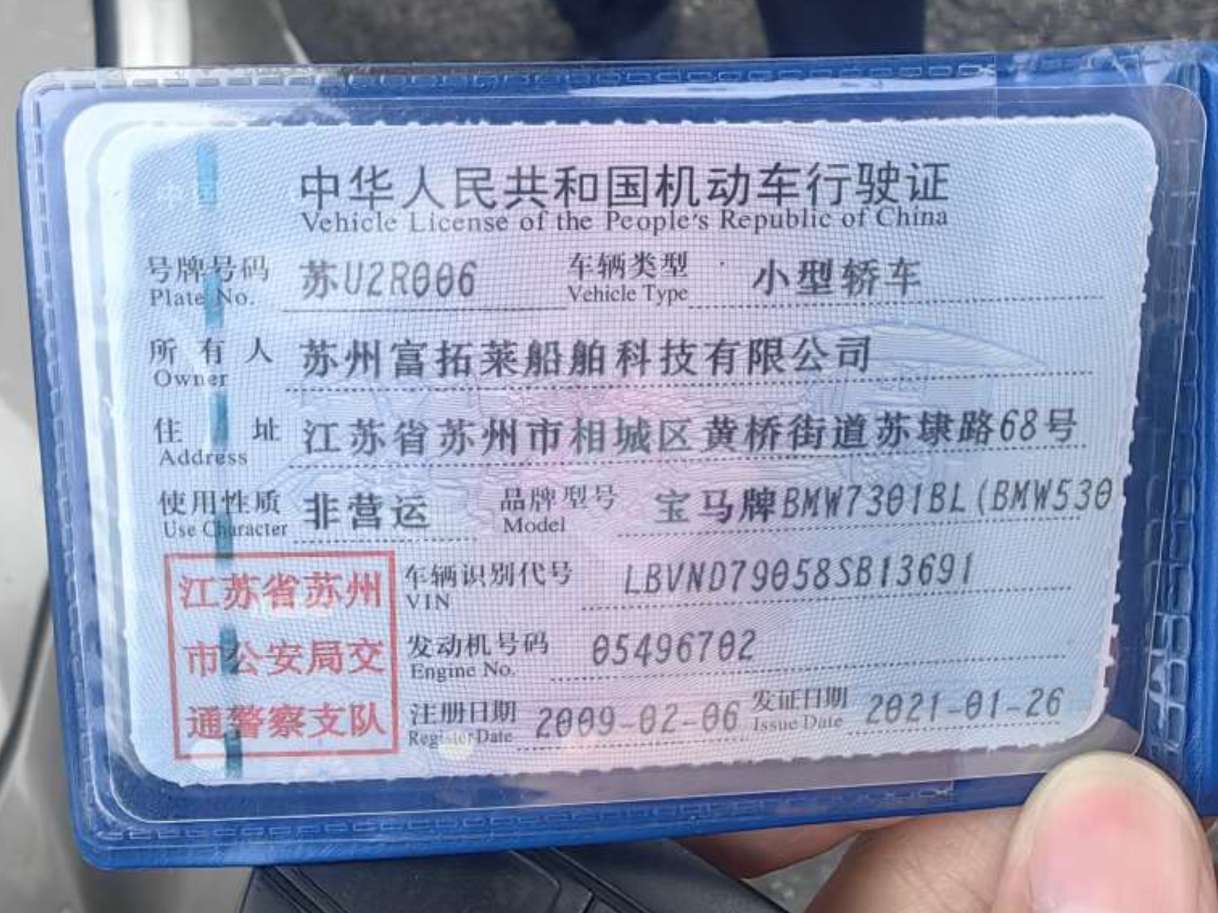 中华人民共和国机动车行驶证
Vehicle License of the People's Republic of China
号牌号码 苏U2R006 车辆类型 小型轿车
Plate No. Vehicle Type
所有人 苏州富拓莱船舶科技有限公司
Owner
住址 江苏省苏州市相城区黄桥街道苏埭路68号
Address
使用性质 非营运 品牌型号 宝马牌BMW7301BL(BMW530
Use Character Model
江苏省苏州
市公安局交
通警察支队
车辆识别代号 LBVND79058SB13691
VIN
发动机号码 05496702
Engine No.
注册日期 2009-02-06 发证日期 2021-01-26
Register Date Issue Date